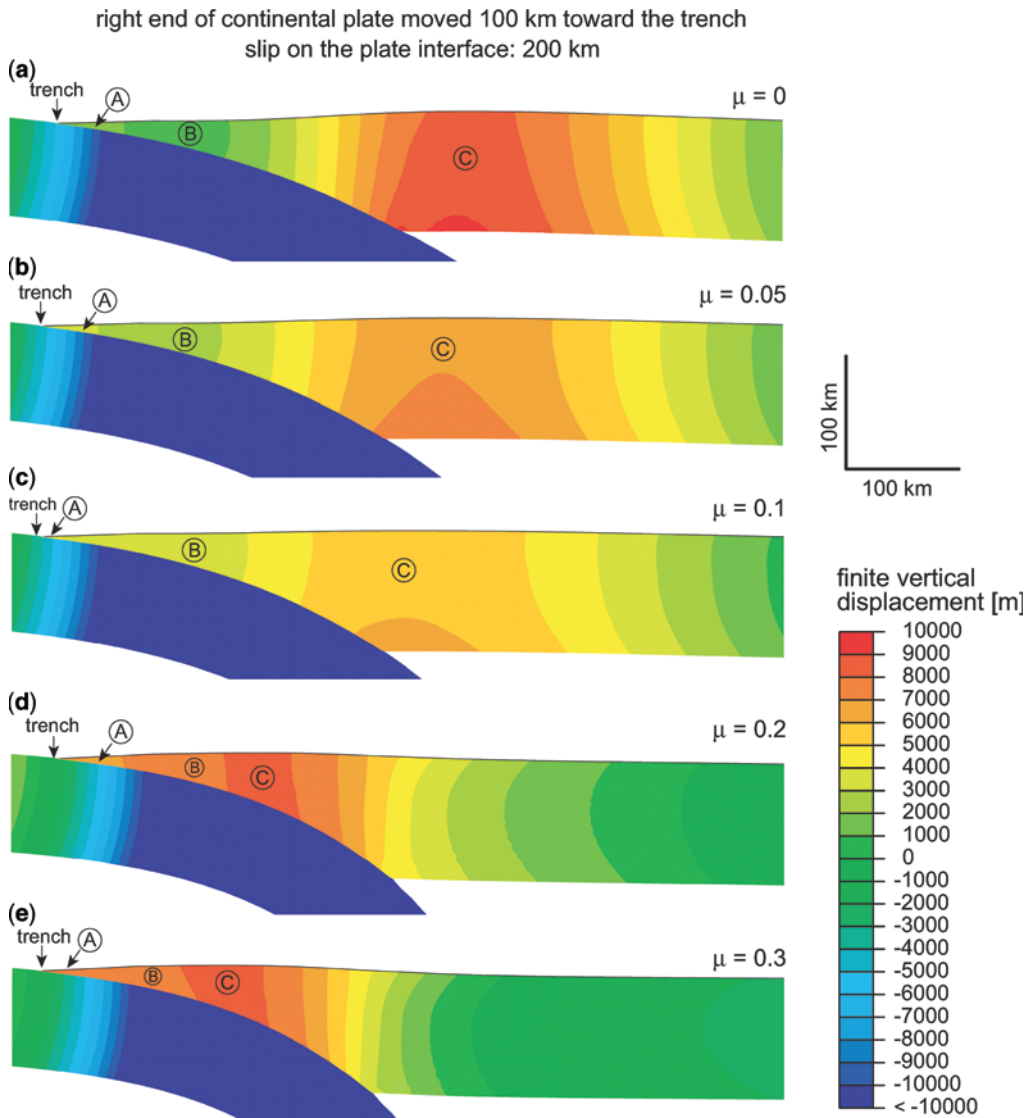 right end of continental plate moved 100 km toward the trench
slip on the plate interface: 200 km
(a)
trench
A
B
C
μ = 0
(b)
trench
A
B
C
μ = 0.05
100 km
100 km
(c)
trench
A
B
C
μ = 0.1
(d)
trench
A
B
C
μ = 0.2
(e)
trench
A
B
C
μ = 0.3
finite vertical
displacement [m]
10000
9000
8000
7000
6000
5000
4000
3000
2000
1000
0
-1000
-2000
-3000
-4000
-5000
-6000
-7000
-8000
-9000
-10000
< -10000